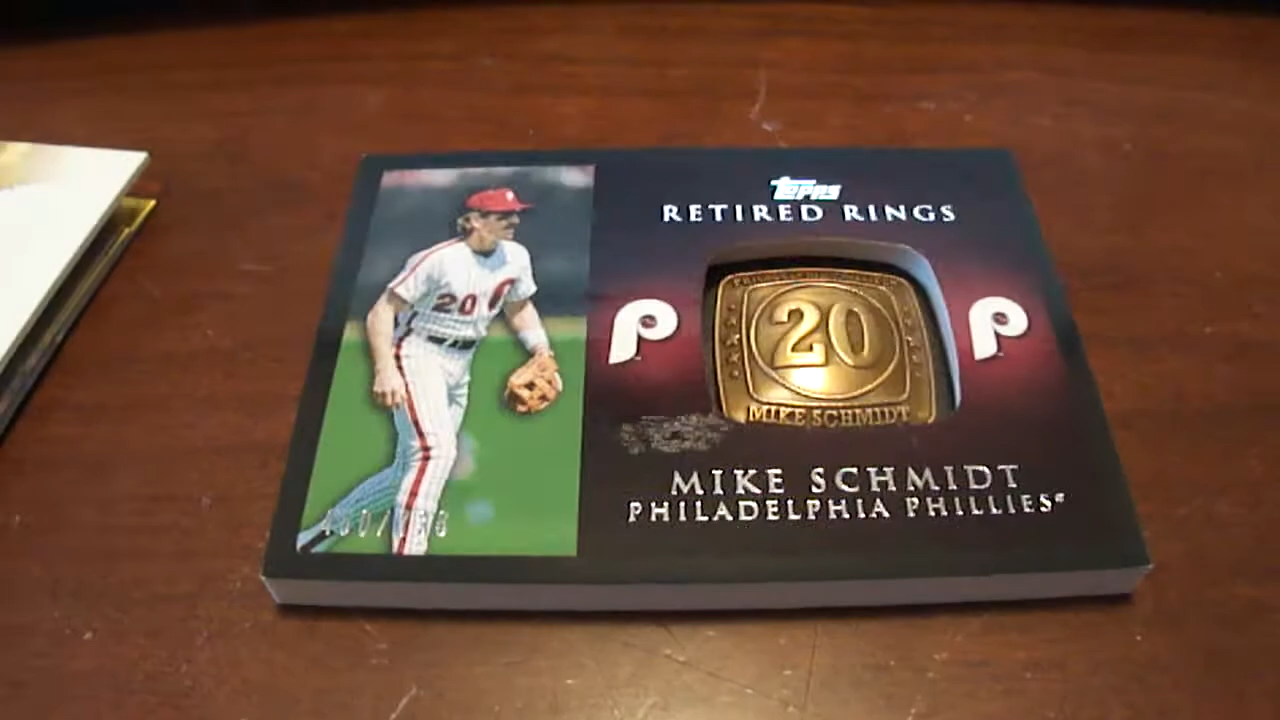 Topps
RETIRED RINGS
20
P
P
20
MIKE SCHMIDT
MIKE SCHMIDT
PHILADELPHIA PHILLIES®